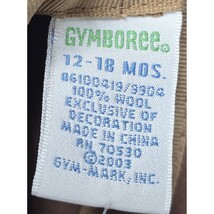 GYMBOREE
12-18 MOS.
86100419/9904
100% WOOL
EXCLUSIVE OF
DECORATION
MADE IN CHINA
RN 70530
©2003
GYM-MARK, INC.